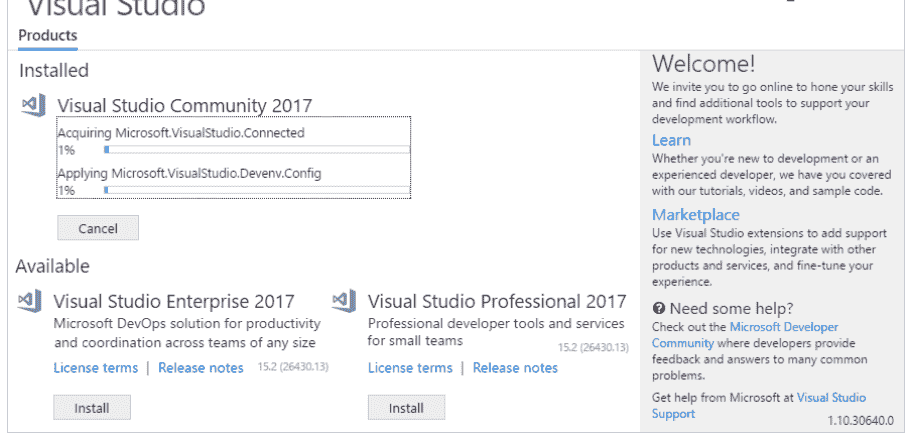 Visual Studio
Products
Installed
Visual Studio Community 2017
Acquiring Microsoft.VisualStudio.Connected
1%
Applying Microsoft.VisualStudio.Devenv.Config
1%
Cancel
Available
Visual Studio Enterprise 2017
Microsoft DevOps solution for productivity
and coordination across teams of any size
License terms | Release notes 15.2 (26430.13)
Install
Visual Studio Professional 2017
Professional developer tools and services
for small teams
15.2 (26430.13)
License terms | Release notes
Install
Welcome!
We invite you to go online to hone your skills
and find additional tools to support your
development workflow.
Learn
Whether you're new to development or an
experienced developer, we have you covered
with our tutorials, videos, and sample code.
Marketplace
Use Visual Studio extensions to add support
for new technologies, integrate with other
products and services, and fine-tune your
experience.
Need some help?
Check out the Microsoft Developer
Community where developers provide
feedback and answers to many common
problems.
Get help from Microsoft at Visual Studio
Support
1.10.30640.0